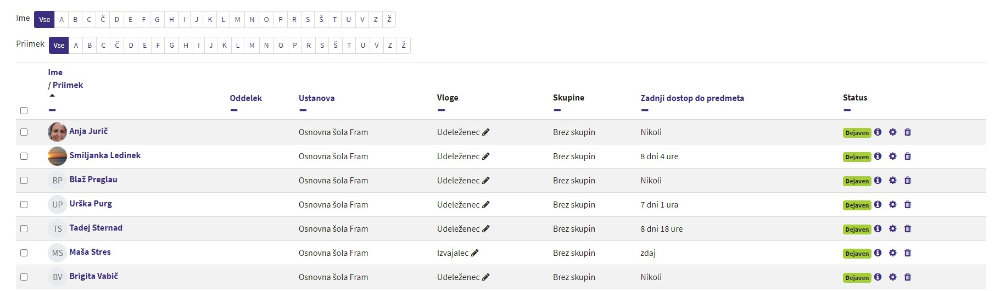 Ime Vse A B C Č D E F G H I J K L M N O P R S Š T U V Z Ž
Priimek Vse A B C Č D E F G H I J K L M N O P R S Š T U V Z Ž
Ime
/ Priimek
Oddelek Ustanova Vloge Skupine Zadnji dostop do predmeta Status
Anja Jurič Osnovna šola Fram Udeleženec Brez skupin Nikoli Dejaven
Smiljanka Ledinek Osnovna šola Fram Udeleženec Brez skupin 8 dni 4 ure Dejaven
BP Blaž Preglau Osnovna šola Fram Udeleženec Brez skupin Nikoli Dejaven
UP Urška Purg Osnovna šola Fram Udeleženec Brez skupin 7 dni 1 ura Dejaven
TS Tadej Sternad Osnovna šola Fram Udeleženec Brez skupin 8 dni 18 ure Dejaven
MS Maša Stres Osnovna šola Fram Izvajalec Brez skupin zdaj Dejaven
BV Brigita Vabič Osnovna šola Fram Udeleženec Brez skupin Nikoli Dejaven